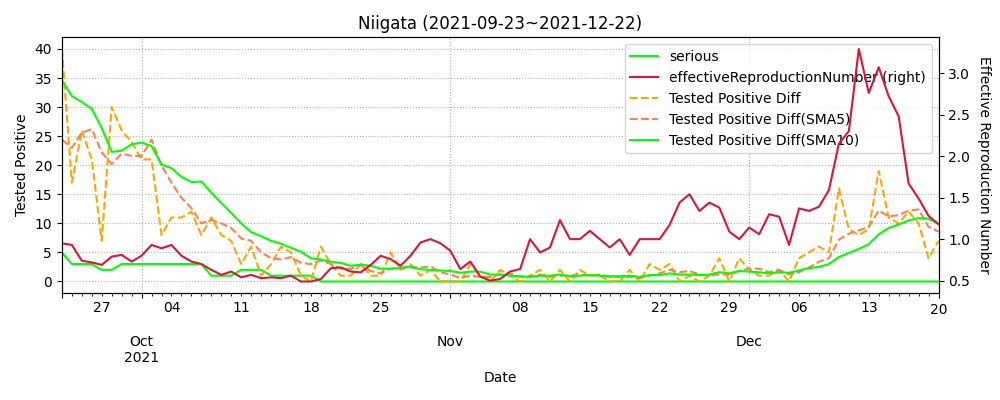 Niigata (2021-09-23~2021-12-22)
serious
effectiveReproductionNumber (right)
Tested Positive Diff
Tested Positive Diff(SMA5)
Tested Positive Diff(SMA10)
Tested Positive
40
35
30
25
20
15
10
5
0
Effective Reproduction Number
3.0
2.5
2.0
1.5
1.0
0.5
27 04 11 18 25 08 15 22 29 06 13 20
Oct Nov Dec
2021
Date